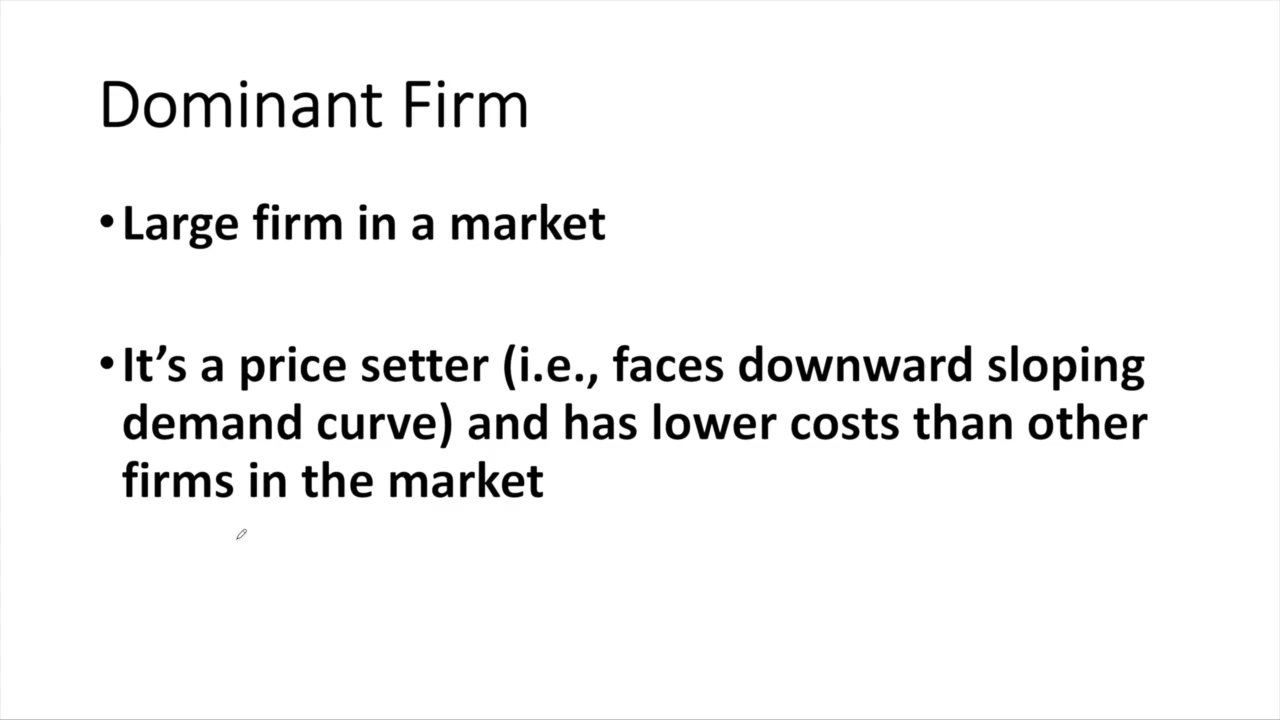 Dominant Firm
•Large firm in a market
•It’s a price setter (i.e., faces downward sloping
demand curve) and has lower costs than other
firms in the market